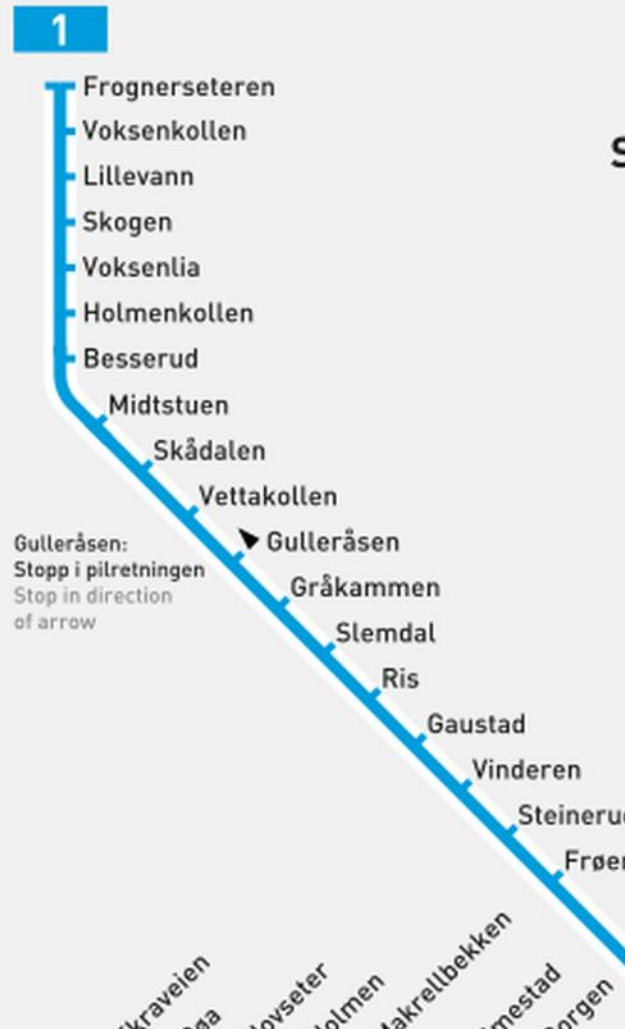 1
Frognerseteren
Voksenkollen
Lillevann
Skogen
Voksenlia
Holmenkollen
Besserud
Midtstuen
Skådalen
Vettakollen
Gulleråsen
Gulleråsen:
Stopp i pilretningen
Stop in direction
of arrow
Gråkammen
Slemdal
Ris
Gaustad
Vinderen